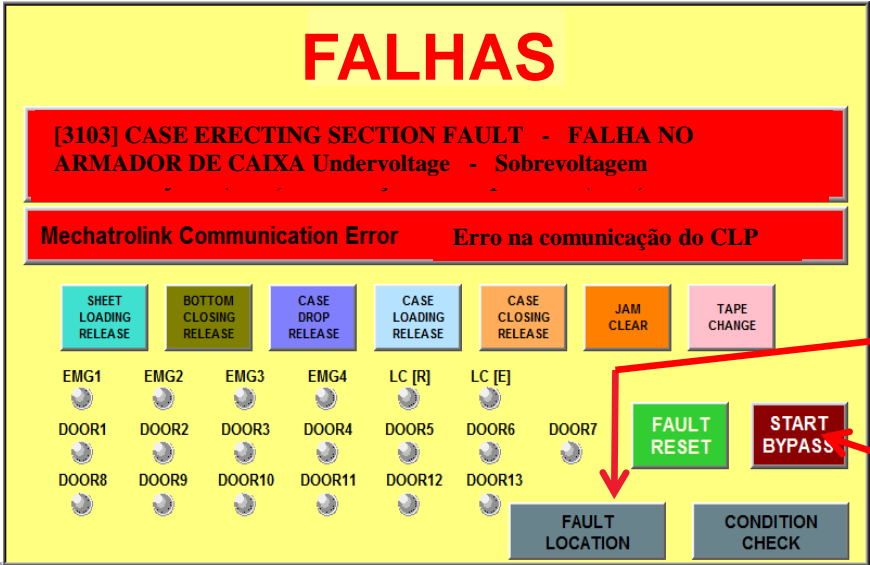 FALHAS
[3103] CASE ERECTING SECTION FAULT - FALHA NO
ARMADOR DE CAIXA Undervoltage - Sobrevoltagem
Mechatrolink Communication Error Erro na comunicação do CLP
SHEET LOADING RELEASE
BOTTOM CLOSING RELEASE
CASE DROP RELEASE
CASE LOADING RELEASE
CASE CLOSING RELEASE
JAM CLEAR
TAPE CHANGE
EMG1 EMG2 EMG3 EMG4 LC [R] LC [E]
DOOR1 DOOR2 DOOR3 DOOR4 DOOR5 DOOR6 DOOR7
DOOR8 DOOR9 DOOR10 DOOR11 DOOR12 DOOR13
FAULT RESET
START BYPASS
FAULT LOCATION
CONDITION CHECK